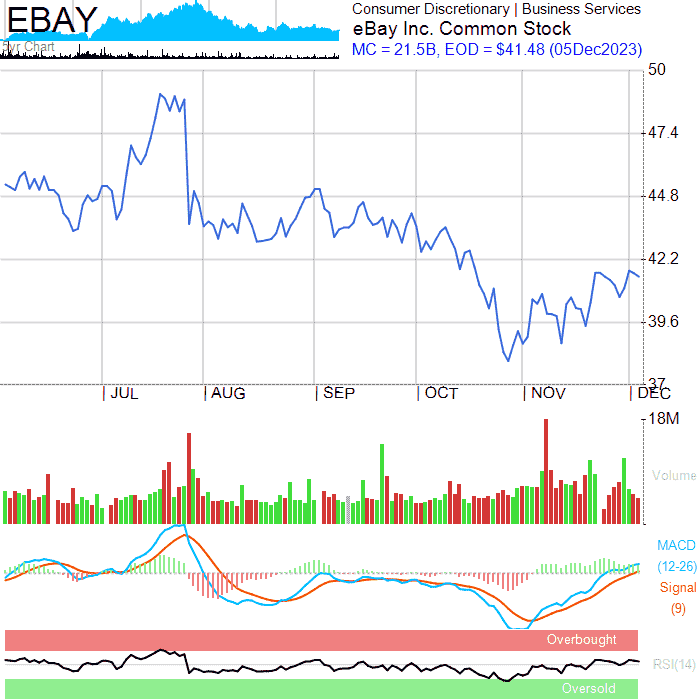 EBAY
5yr Chart
Consumer Discretionary | Business Services
eBay Inc. Common Stock
MC = 21.5B, EOD = $41.48 (05Dec2023)
50
47.4
44.8
42.2
39.6
37
JUL AUG SEP OCT NOV DEC
18M
Volume
MACD
(12-26)
Signal
(9)
Overbought
RSI(14)
Oversold